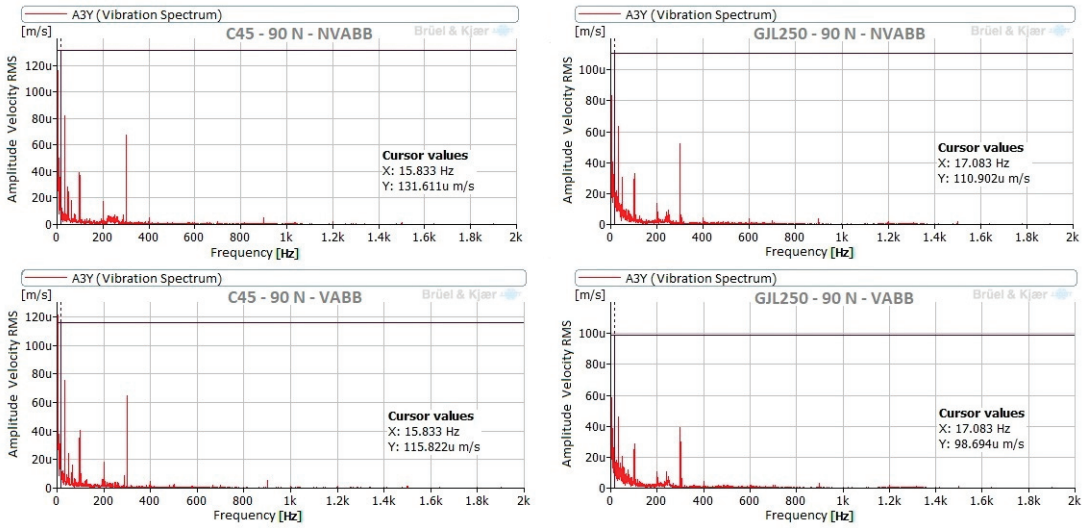 A3Y (Vibration Spectrum)
[m/s]
C45 - 90 N - NVABB
Brüel & Kjær
120u
100u
80u
60u
40u
20u
0
Amplitude Velocity RMS
Cursor values
X: 15.833 Hz
Y: 131.611u m/s
0 200 400 600 800 1k 1.2k 1.4k 1.6k 1.8k 2k
Frequency [Hz]
A3Y (Vibration Spectrum)
[m/s]
GJL250 - 90 N - NVABB
Brüel & Kjær
100u
80u
60u
40u
20u
0
Amplitude Velocity RMS
Cursor values
X: 17.083 Hz
Y: 110.902u m/s
0 200 400 600 800 1k 1.2k 1.4k 1.6k 1.8k 2k
Frequency [Hz]
A3Y (Vibration Spectrum)
[m/s]
C45 - 90 N - VABB
Brüel & Kjær
120u
100u
80u
60u
40u
20u
0
Amplitude Velocity RMS
Cursor values
X: 15.833 Hz
Y: 115.822u m/s
0 200 400 600 800 1k 1.2k 1.4k 1.6k 1.8k 2k
Frequency [Hz]
A3Y (Vibration Spectrum)
[m/s]
GJL250 - 90 N - VABB
Brüel & Kjær
100u
80u
60u
40u
20u
0
Amplitude Velocity RMS
Cursor values
X: 17.083 Hz
Y: 98.694u m/s
0 200 400 600 800 1k 1.2k 1.4k 1.6k 1.8k 2k
Frequency [Hz]